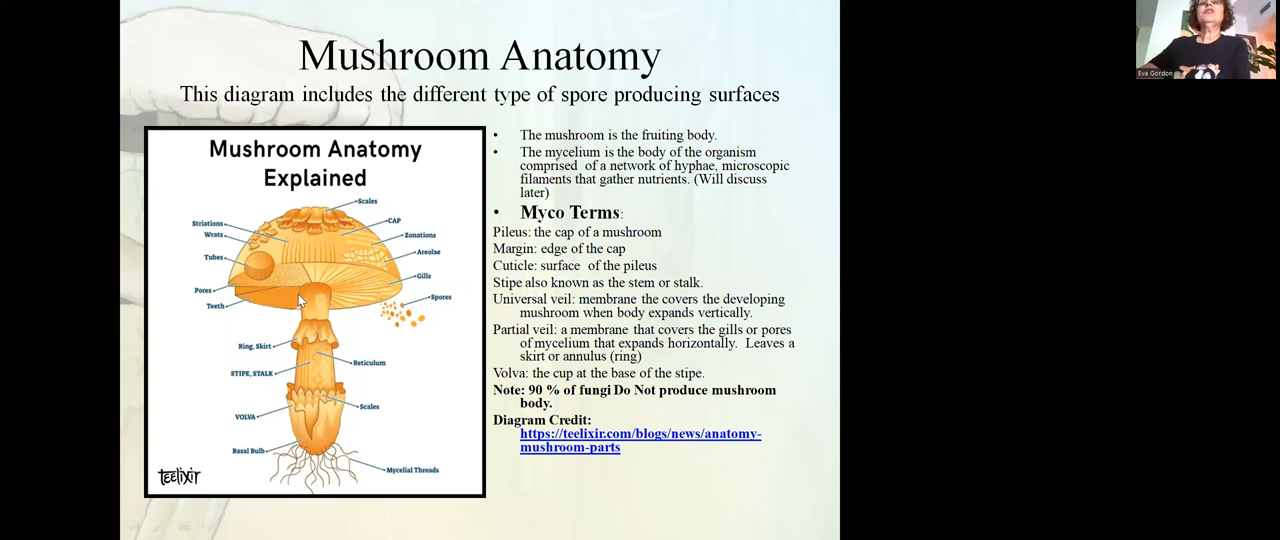 Mushroom Anatomy
This diagram includes the different type of spore producing surfaces
Mushroom Anatomy
Explained
Scales
Striations
CAP
Wrats
Zonations
Areolae
Tubes
Gills
Pores
Spores
Teeth
Ring, Skirt
Reticulum
STIPE, STALK
Scales
VOLVA
Basal Bulb
Mycelial Threads
teelixir
• The mushroom is the fruiting body.
• The mycelium is the body of the organism
comprised of a network of hyphae, microscopic
filaments that gather nutrients. (Will discuss
later)
• Myco Terms:
Pileus: the cap of a mushroom
Margin: edge of the cap
Cuticle: surface of the pileus
Stipe also known as the stem or stalk.
Universal veil: membrane the covers the developing
mushroom when body expands vertically.
Partial veil: a membrane that covers the gills or pores
of mycelium that expands horizontally. Leaves a
skirt or annulus (ring)
Volva: the cup at the base of the stipe.
Note: 90 % of fungi Do Not produce mushroom
body.
Diagram Credit:
https://teelixir.com/blogs/news/anatomy-
mushroom-parts
Eva Gordon